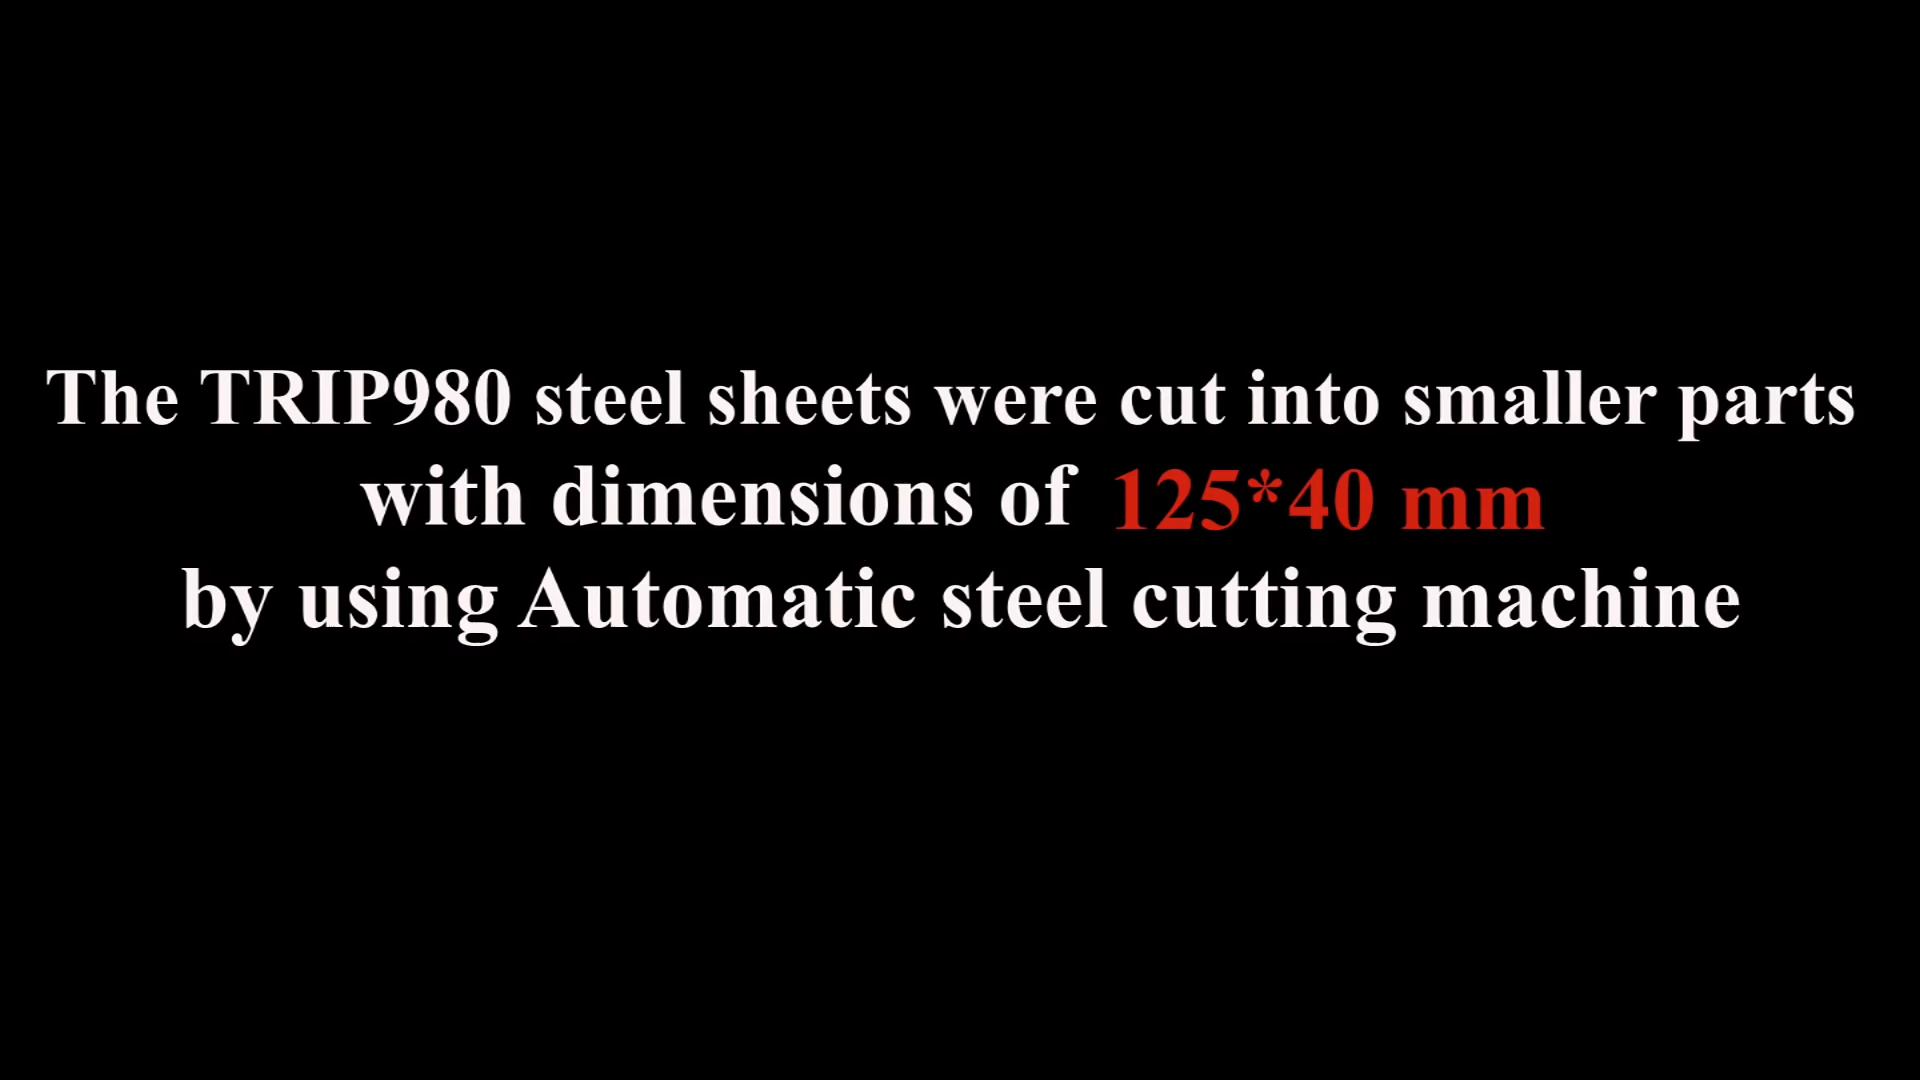 The TRIP980 steel sheets were cut into smaller parts
with dimensions of 125*40 mm
by using Automatic steel cutting machine